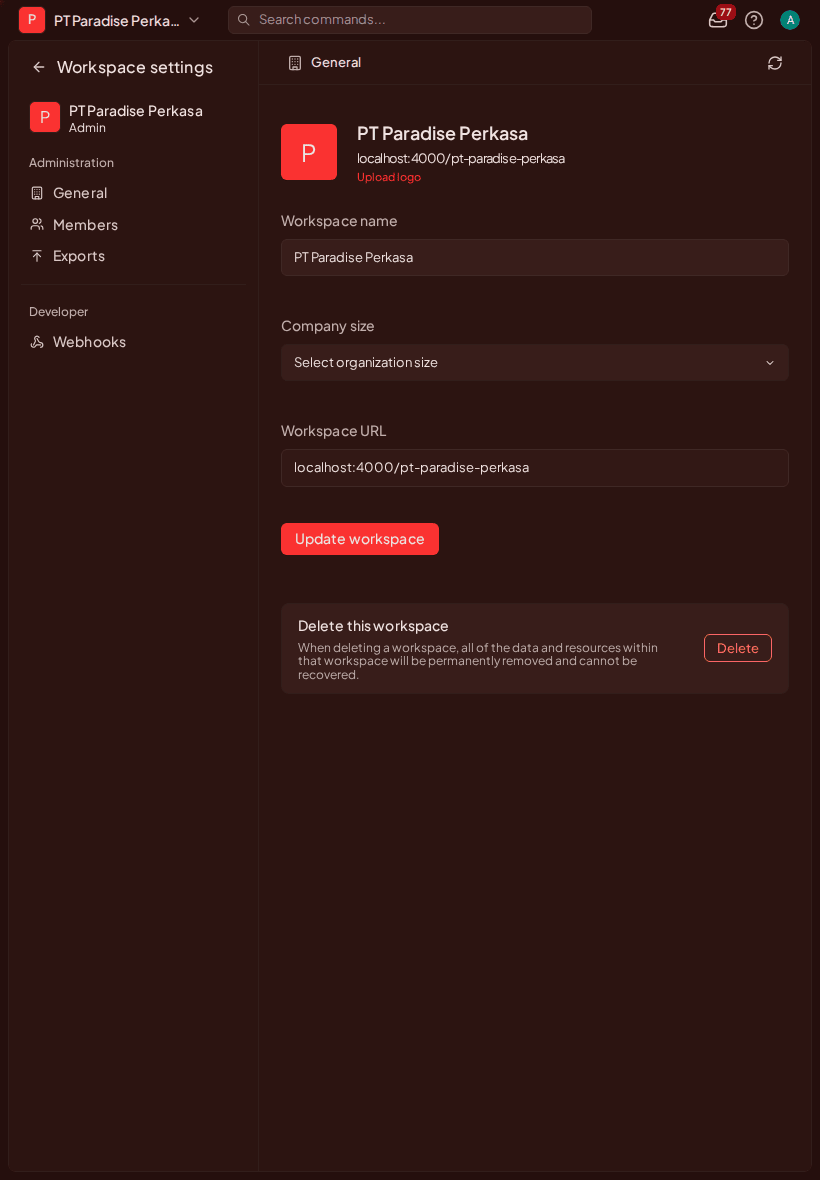 P
PT Paradise Perka...
Search commands...
77
A
Workspace settings
P
PT Paradise Perkasa
Admin
Administration
General
Members
Exports
Developer
Webhooks
General
P
PT Paradise Perkasa
localhost:4000/pt-paradise-perkasa
Upload logo
Workspace name
PT Paradise Perkasa
Company size
Select organization size
Workspace URL
localhost:4000/pt-paradise-perkasa
Update workspace
Delete this workspace
When deleting a workspace, all of the data and resources within
that workspace will be permanently removed and cannot be
recovered.
Delete